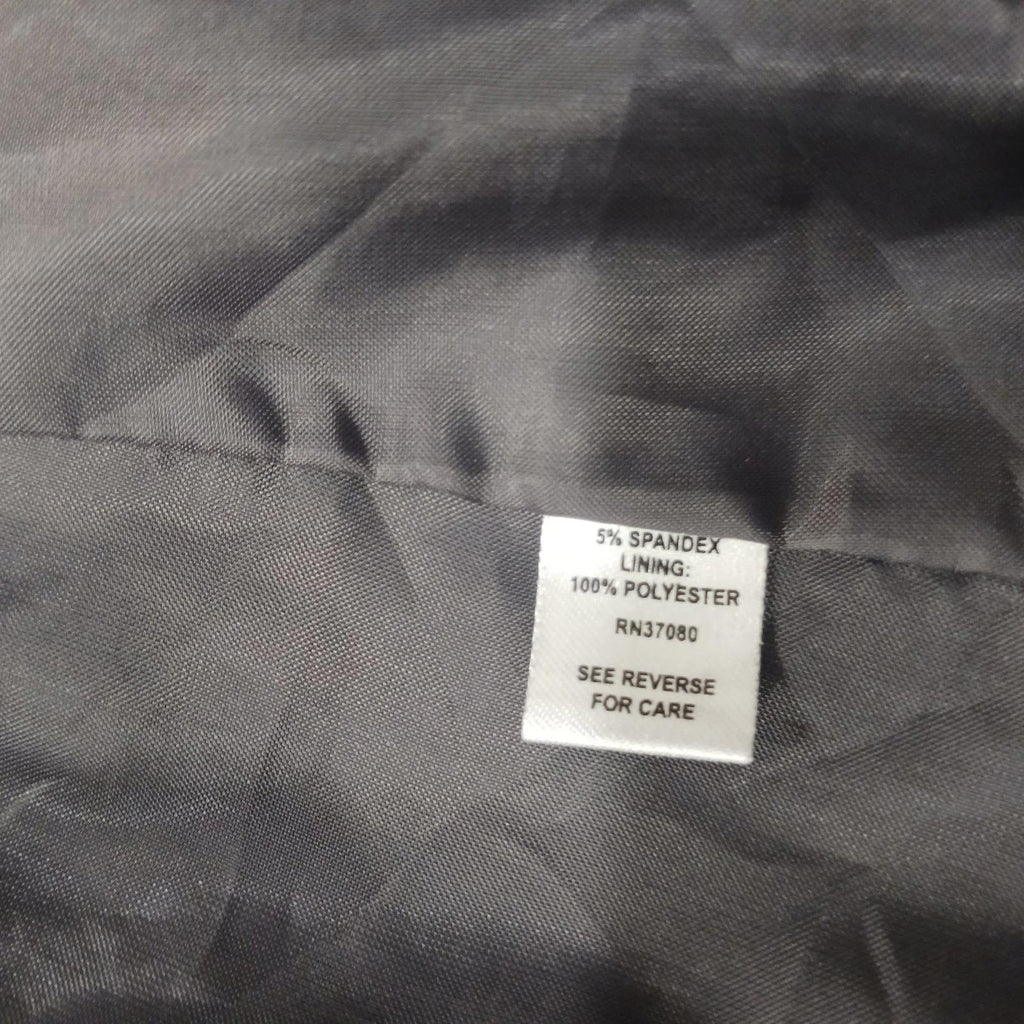 5% SPANDEX
LINING:
100% POLYESTER
RN37080
SEE REVERSE
FOR CARE